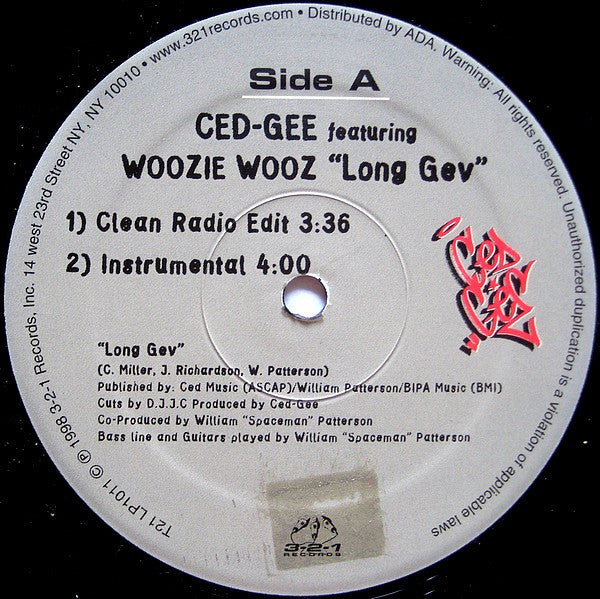 Side A
CED-GEE featuring
WOOZIE WOOZ "Long Gev"
1) Clean Radio Edit 3:36
2) Instrumental 4:00
"Long Gev"
(C. Miller, J. Richardson, W. Patterson)
Published by: Ced Music (ASCAP)/William Patterson/BIPA Music (BMI)
Cuts by D.J.J.C Produced by Ced-Gee
Co-Produced by William "Spaceman" Patterson
Bass line and Guitars played by William "Spaceman" Patterson
3-2-1
RECORDS
T21 LP1011 © ℗ 1998 3-2-1 Records, Inc. 14 west 23rd Street NY, NY 10010 • www.321records.com • Distributed by ADA. Warning: All rights reserved. Unauthorized duplication is a violation of applicable laws